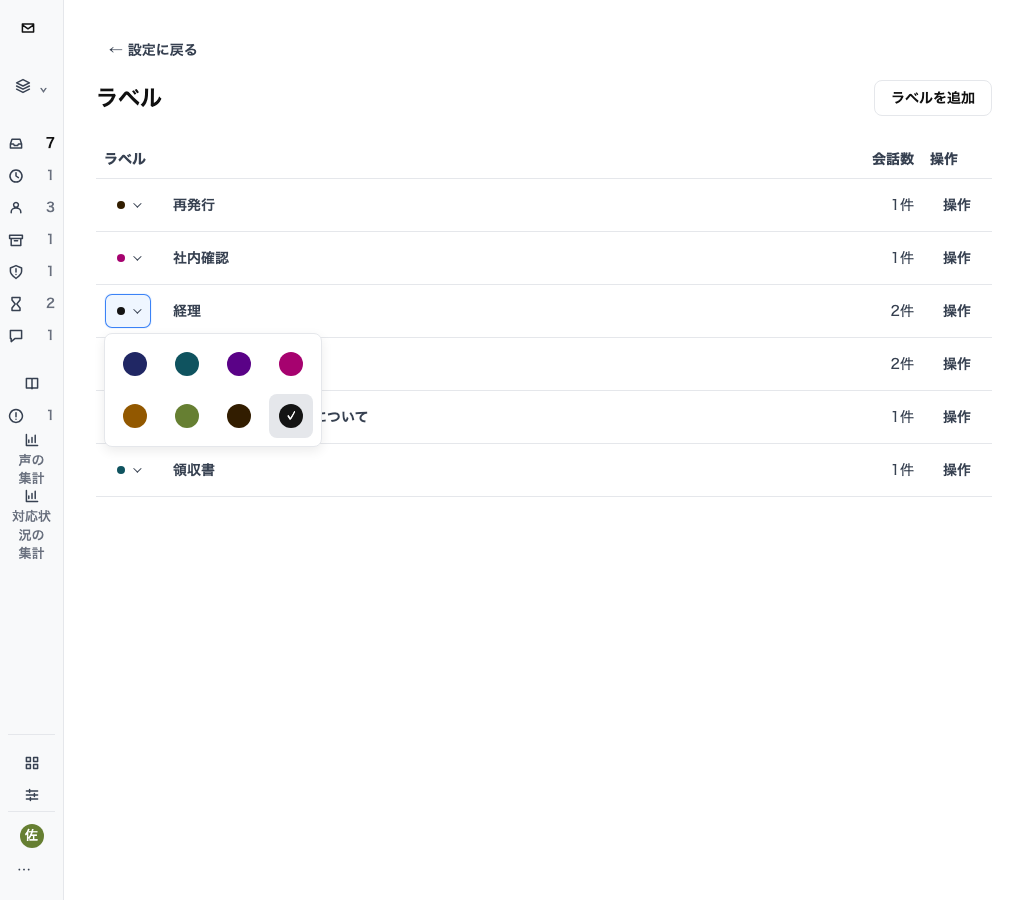 ← 設定に戻る
ラベル
ラベルを追加
ラベル 会話数 操作
再発行 1件 操作
社内確認 1件 操作
経理 2件 操作
2件 操作
について 1件 操作
領収書 1件 操作
7
1
3
1
1
2
1
1
声の
集計
対応状
況の
集計
佐
…